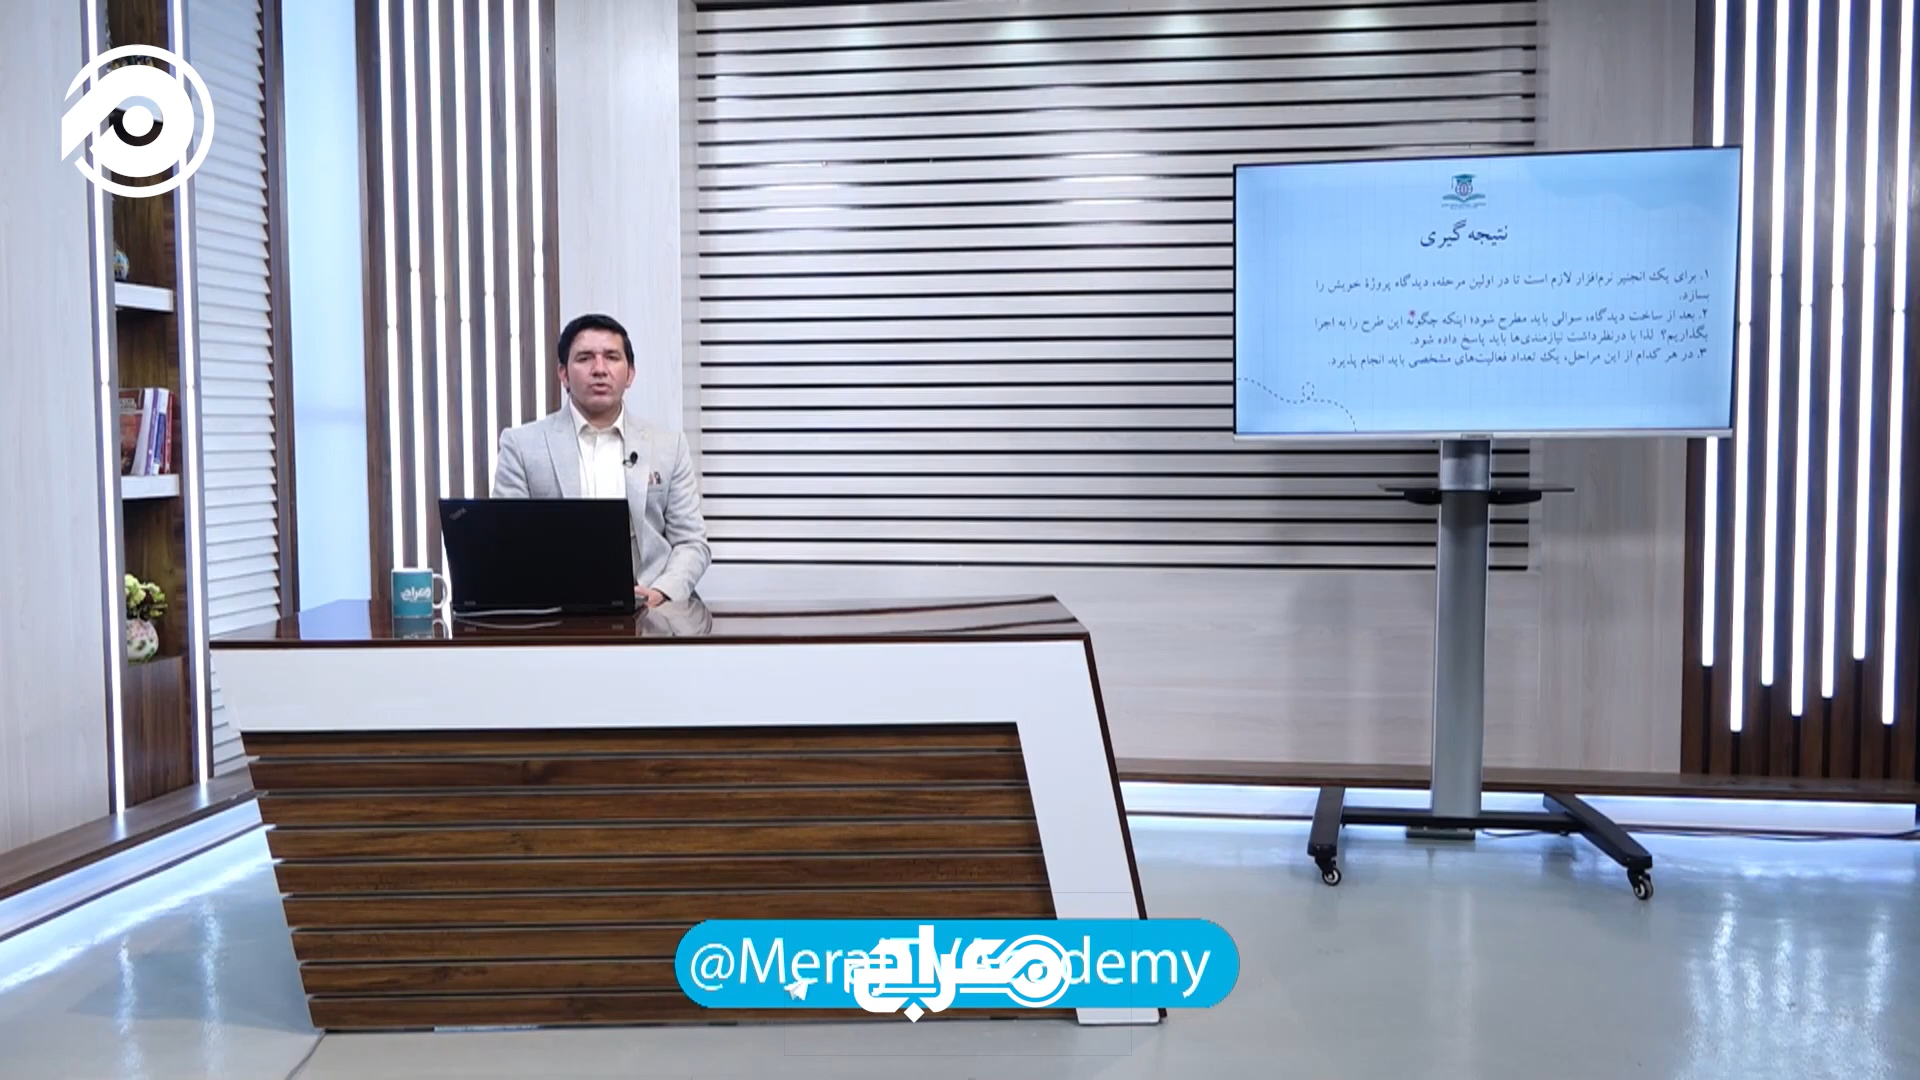 نتیجه‌گیری
۱. برای یک انجنیر نرم‌افزار لازم است تا در اولین مرحله، دیدگاه پروژهٔ خویش را
بسازد.
۲. بعد از ساخت دیدگاه، سوالی باید مطرح شود؛ اینکه چگونه این طرح را به اجرا
بگذاریم؟ لذا با درنظرداشت نیازمندی‌ها باید پاسخ داده شود.
۳. در هر کدام از این مراحل، یک تعداد فعالیت‌های مشخصی باید انجام پذیرد.
معراج
معراج